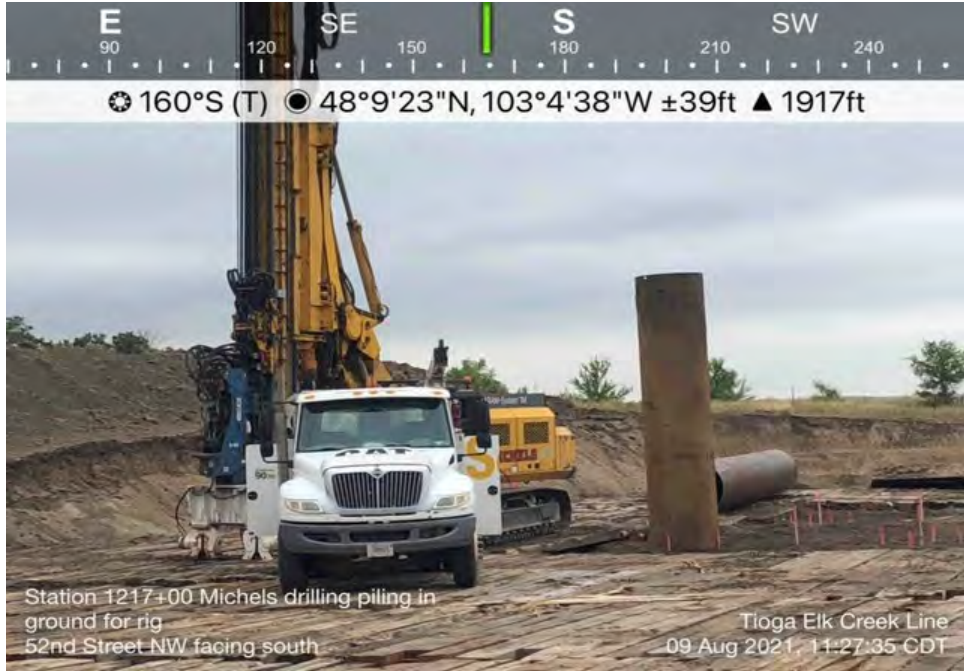 E SE S SW
90 120 150 180 210 240
160°S (T) 48°9'23"N, 103°4'38"W ±39ft ▲ 1917ft
Station 1217+00 Michels drilling piling in
ground for rig
52nd Street NW facing south
Tioga Elk Creek Line
09 Aug 2021, 11:27:35 CDT